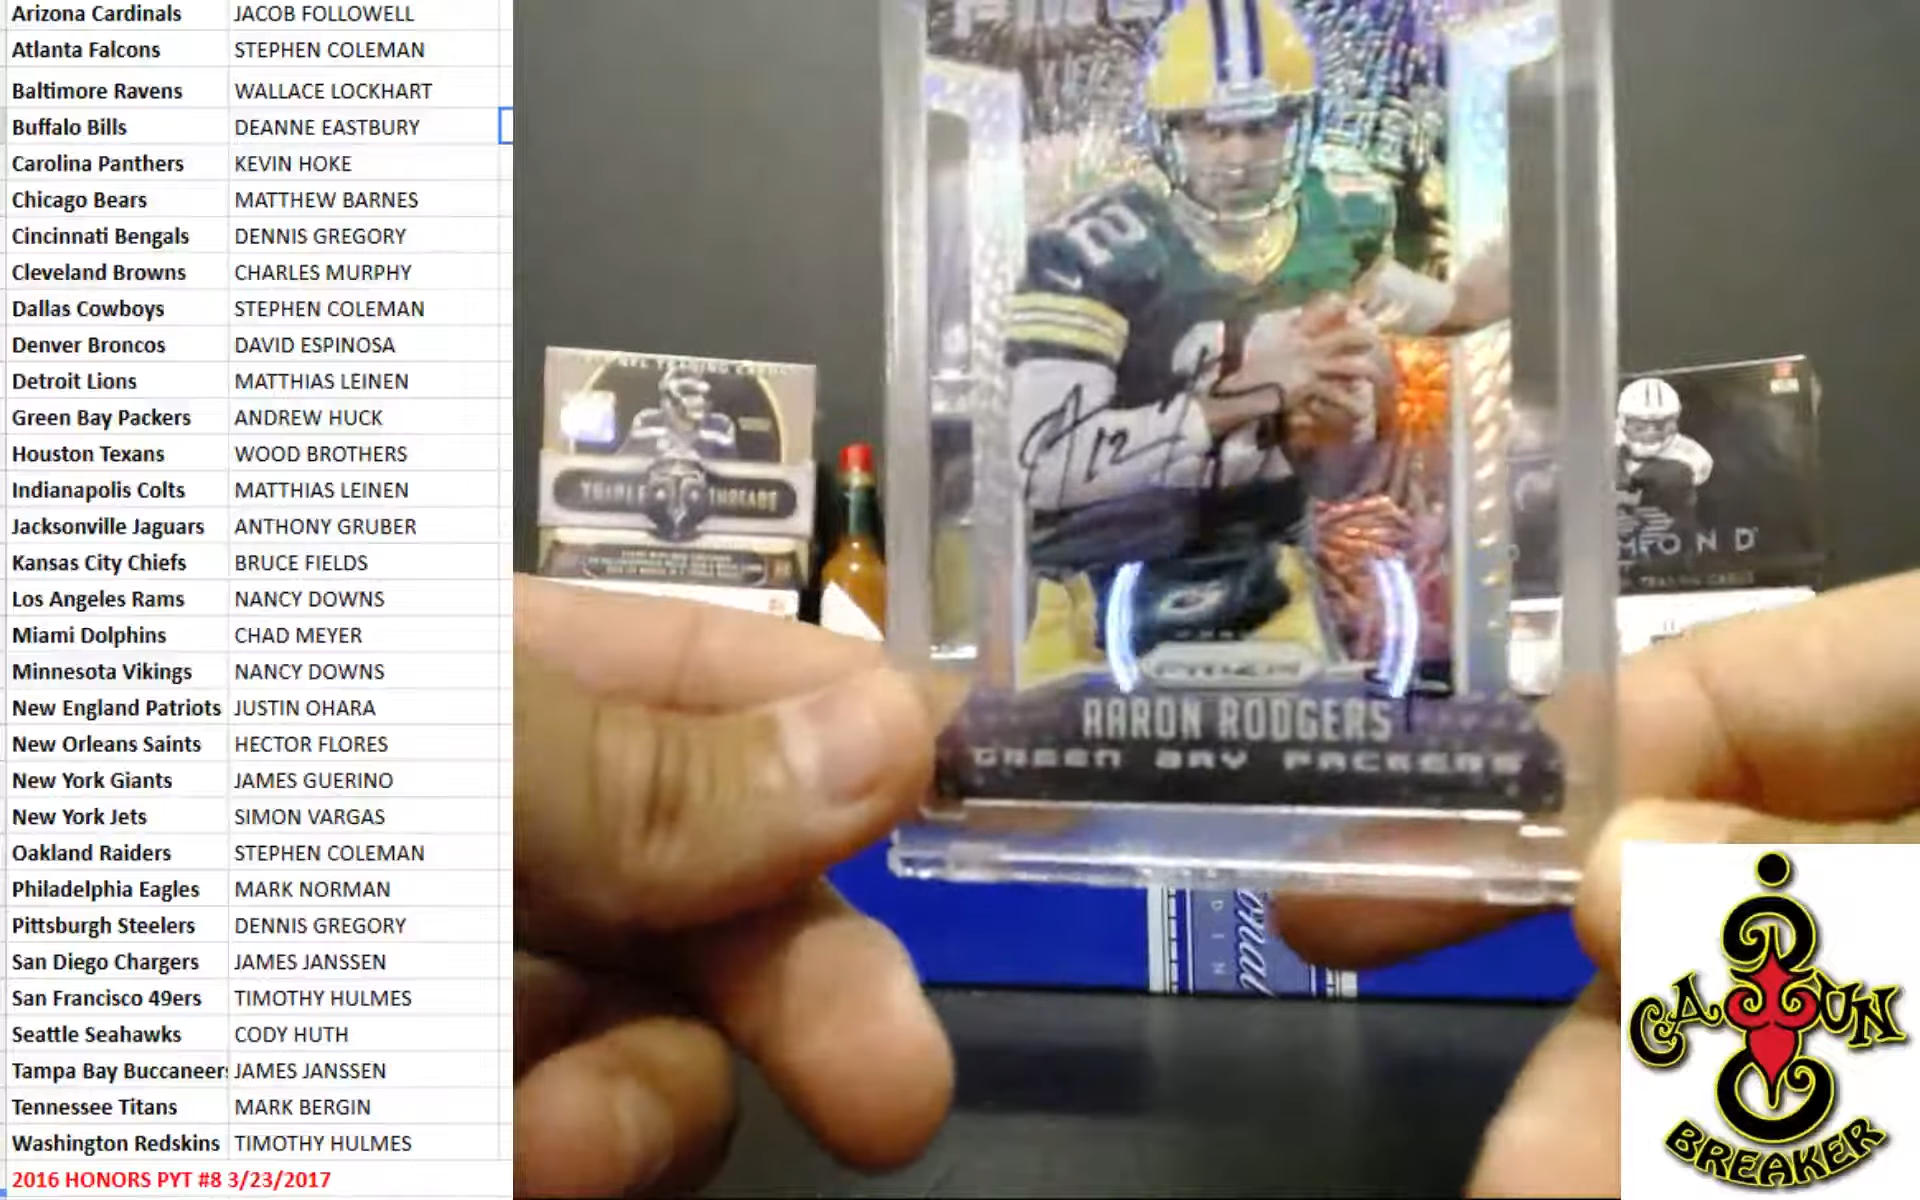 Arizona Cardinals JACOB FOLLOWELL
Atlanta Falcons STEPHEN COLEMAN
Baltimore Ravens WALLACE LOCKHART
Buffalo Bills DEANNE EASTBURY
Carolina Panthers KEVIN HOKE
Chicago Bears MATTHEW BARNES
Cincinnati Bengals DENNIS GREGORY
Cleveland Browns CHARLES MURPHY
Dallas Cowboys STEPHEN COLEMAN
Denver Broncos DAVID ESPINOSA
Detroit Lions MATTHIAS LEINEN
Green Bay Packers ANDREW HUCK
Houston Texans WOOD BROTHERS
Indianapolis Colts MATTHIAS LEINEN
Jacksonville Jaguars ANTHONY GRUBER
Kansas City Chiefs BRUCE FIELDS
Los Angeles Rams NANCY DOWNS
Miami Dolphins CHAD MEYER
Minnesota Vikings NANCY DOWNS
New England Patriots JUSTIN OHARA
New Orleans Saints HECTOR FLORES
New York Giants JAMES GUERINO
New York Jets SIMON VARGAS
Oakland Raiders STEPHEN COLEMAN
Philadelphia Eagles MARK NORMAN
Pittsburgh Steelers DENNIS GREGORY
San Diego Chargers JAMES JANSSEN
San Francisco 49ers TIMOTHY HULMES
Seattle Seahawks CODY HUTH
Tampa Bay Buccaneers JAMES JANSSEN
Tennessee Titans MARK BERGIN
Washington Redskins TIMOTHY HULMES
2016 HONORS PYT #8 3/23/2017
12
PRIZM
AARON RODGERS
GREEN BAY PACKERS
TRIPLE THREADS
CAJUN
BREAKER